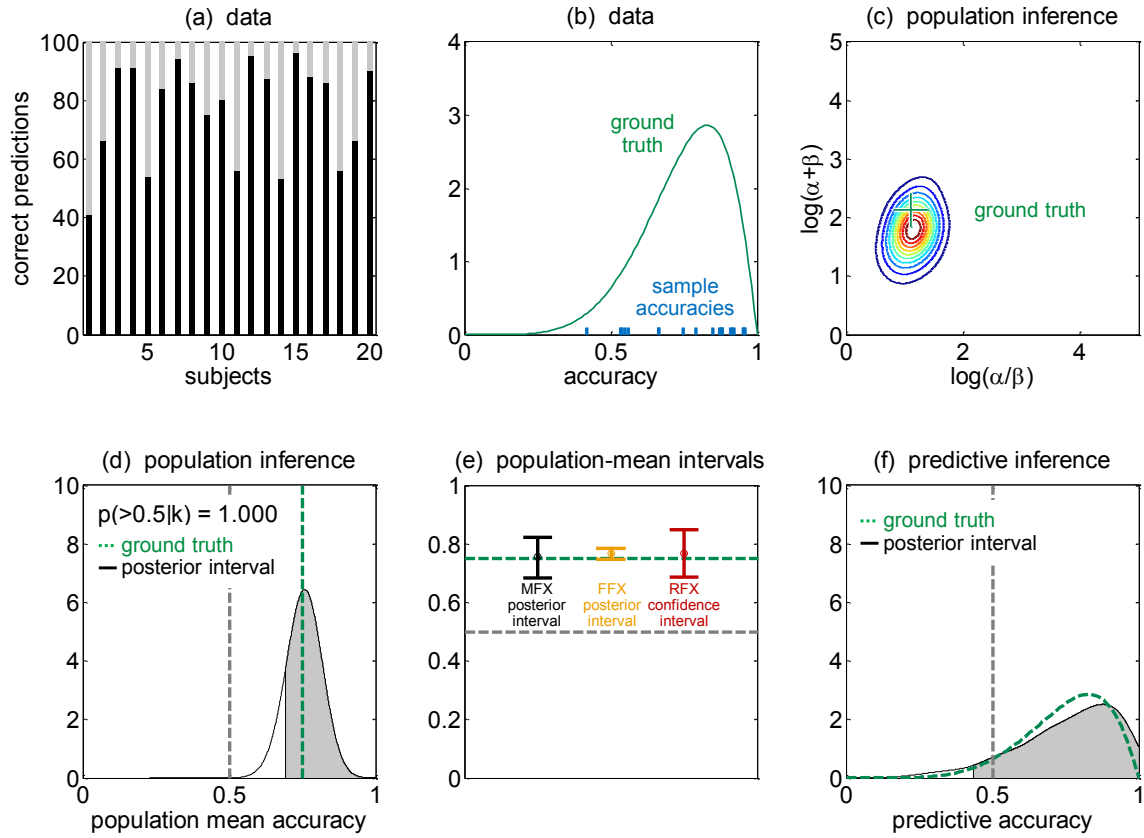 (a) data
100
80
60
40
20
0
correct predictions
5 10 15 20
subjects
(b) data
4
3
2
1
0
ground
truth
sample
accuracies
0 0.5 1
accuracy
(c) population inference
5
4
3
2
1
0
log(α+β)
ground truth
0 2 4
log(α/β)
(d) population inference
10
8
6
4
2
0
p(>0.5|k) = 1.000
ground truth
posterior interval
0 0.5 1
population mean accuracy
(e) population-mean intervals
1
0.8
0.6
0.4
0.2
0
MFX
posterior
interval
FFX
posterior
interval
RFX
confidence
interval
(f) predictive inference
10
8
6
4
2
0
ground truth
posterior interval
0 0.5 1
predictive accuracy